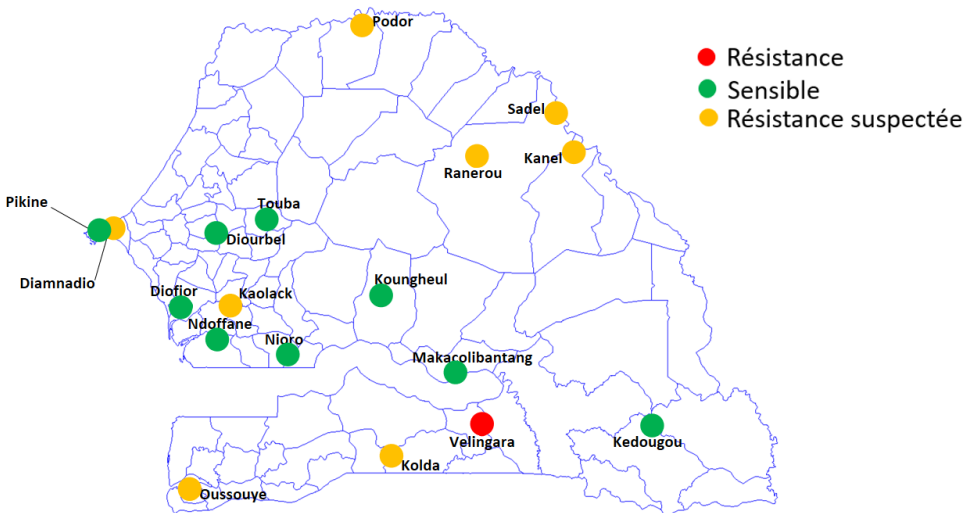 Podor
Résistance
Sensible
Résistance suspectée
Sadel
Kanel
Ranerou
Pikine
Touba
Diourbel
Diamnadio
Diofior
Kaolack
Koungheul
Ndoffane
Nioro
Makacolibantang
Velingara
Kedougou
Kolda
Oussouye